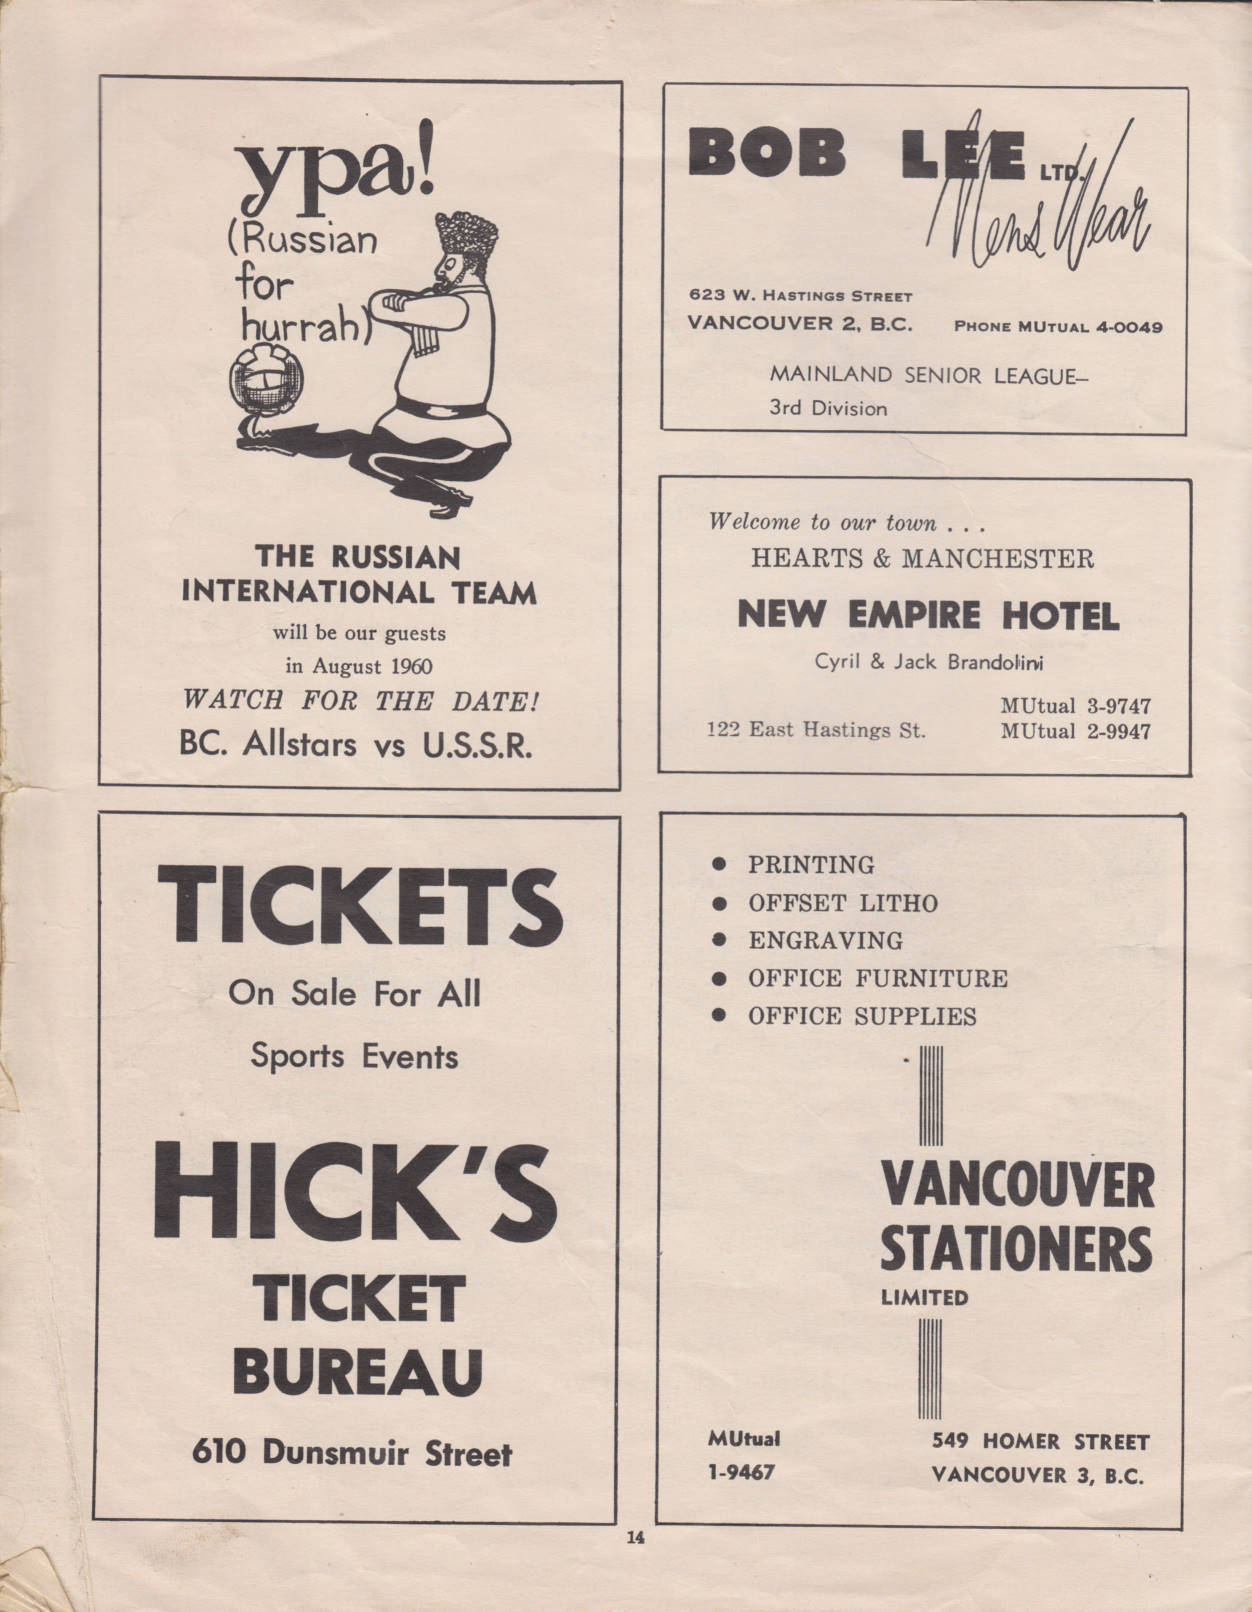 ура!
(Russian
for
hurrah)
THE RUSSIAN
INTERNATIONAL TEAM
will be our guests
in August 1960
WATCH FOR THE DATE!
BC. Allstars vs U.S.S.R.
TICKETS
On Sale For All
Sports Events
HICK'S
TICKET
BUREAU
610 Dunsmuir Street
BOB LEE LTD.
Mens Wear
623 W. HASTINGS STREET
VANCOUVER 2, B.C. PHONE MUTUAL 4-0049
MAINLAND SENIOR LEAGUE—
3rd Division
Welcome to our town . . .
HEARTS & MANCHESTER
NEW EMPIRE HOTEL
Cyril & Jack Brandolini
MUtual 3-9747
122 East Hastings St. MUtual 2-9947
● PRINTING
● OFFSET LITHO
● ENGRAVING
● OFFICE FURNITURE
● OFFICE SUPPLIES
VANCOUVER
STATIONERS
LIMITED
MUtual 549 HOMER STREET
1-9467 VANCOUVER 3, B.C.
14